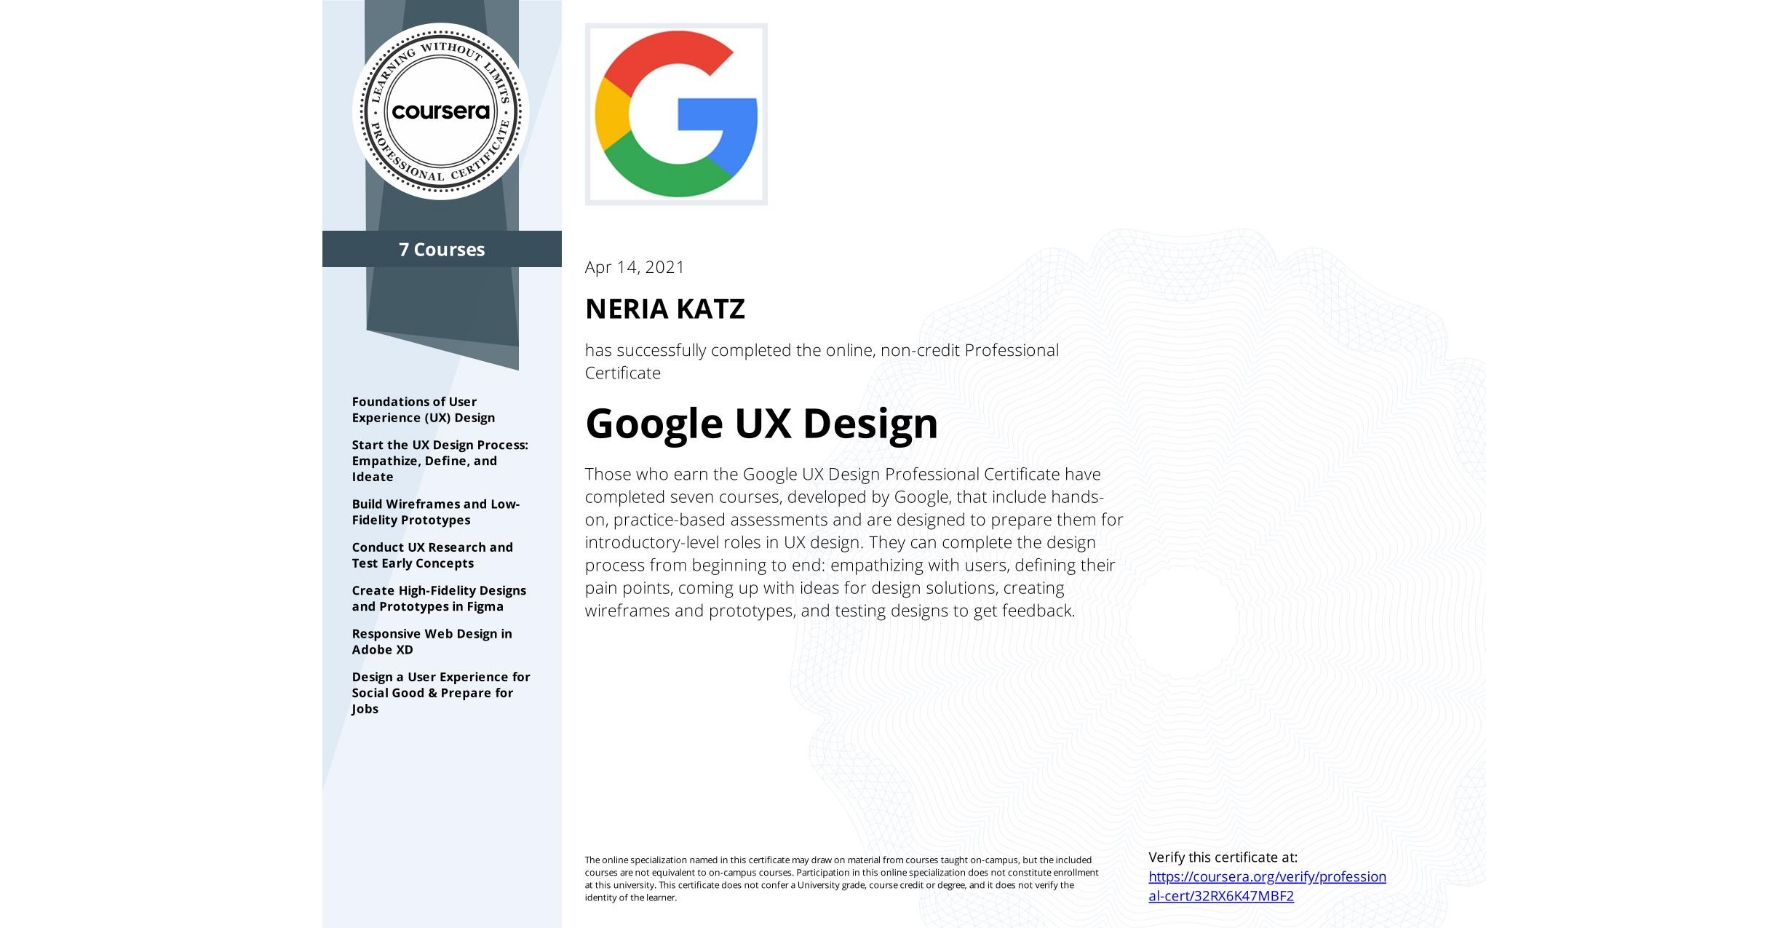 LEARNING WITHOUT LIMITS
coursera
PROFESSIONAL CERTIFICATE
7 Courses
Foundations of User
Experience (UX) Design
Start the UX Design Process:
Empathize, Define, and
Ideate
Build Wireframes and Low-
Fidelity Prototypes
Conduct UX Research and
Test Early Concepts
Create High-Fidelity Designs
and Prototypes in Figma
Responsive Web Design in
Adobe XD
Design a User Experience for
Social Good & Prepare for
Jobs
Apr 14, 2021
NERIA KATZ
has successfully completed the online, non-credit Professional
Certificate
Google UX Design
Those who earn the Google UX Design Professional Certificate have
completed seven courses, developed by Google, that include hands-
on, practice-based assessments and are designed to prepare them for
introductory-level roles in UX design. They can complete the design
process from beginning to end: empathizing with users, defining their
pain points, coming up with ideas for design solutions, creating
wireframes and prototypes, and testing designs to get feedback.
The online specialization named in this certificate may draw on material from courses taught on-campus, but the included
courses are not equivalent to on-campus courses. Participation in this online specialization does not constitute enrollment
at this university. This certificate does not confer a University grade, course credit or degree, and it does not verify the
identity of the learner.
Verify this certificate at:
https://coursera.org/verify/profession
al-cert/32RX6K47MBF2